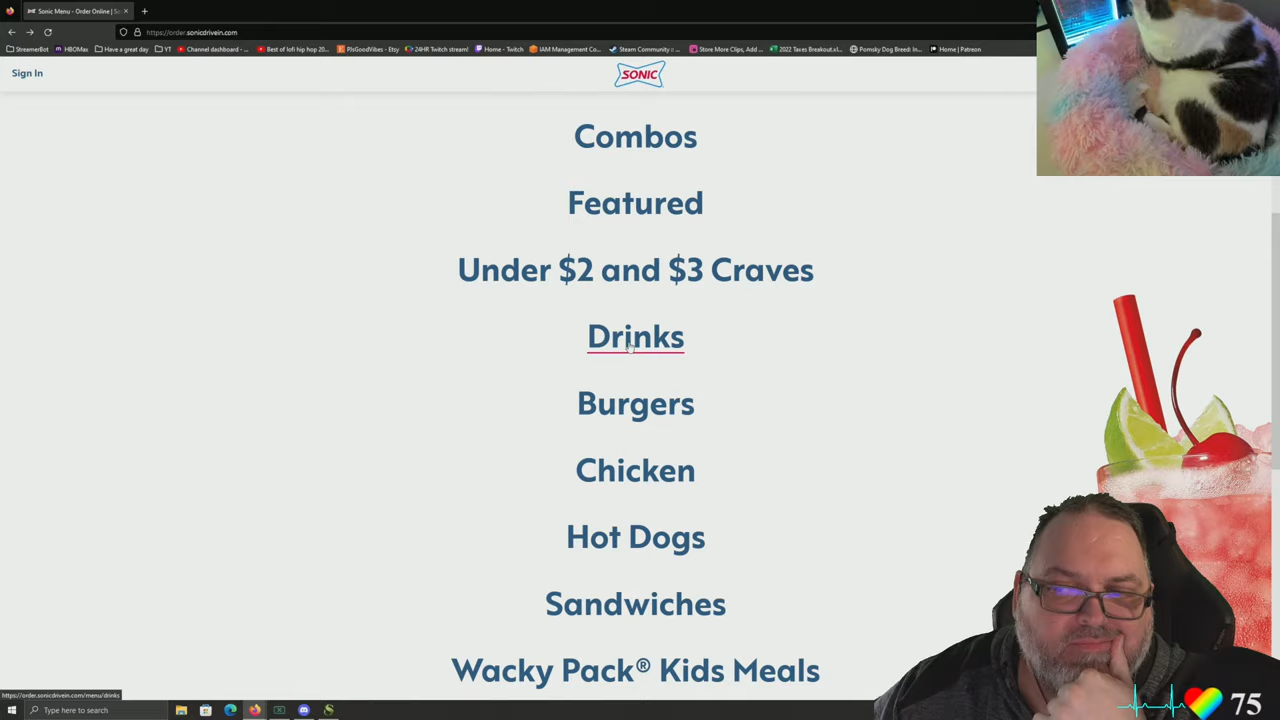 Sonic Menu - Order Online | So
https://order.sonicdrivein.com
StreamerBot
HBOMax
Have a great day
YT
Channel dashboard - ...
Best of lofi hip hop 20...
PJsGoodVibes - Etsy
24HR Twitch stream!
Home - Twitch
IAM Management Co...
Steam Community :: ...
Store More Clips, Add ...
2022 Taxes Breakout.xl...
Pomsky Dog Breed: In...
Home | Patreon
Sign In
SONIC
Combos
Featured
Under $2 and $3 Craves
Drinks
Burgers
Chicken
Hot Dogs
Sandwiches
Wacky Pack® Kids Meals
https://order.sonicdrivein.com/menu/drinks
Type here to search
75